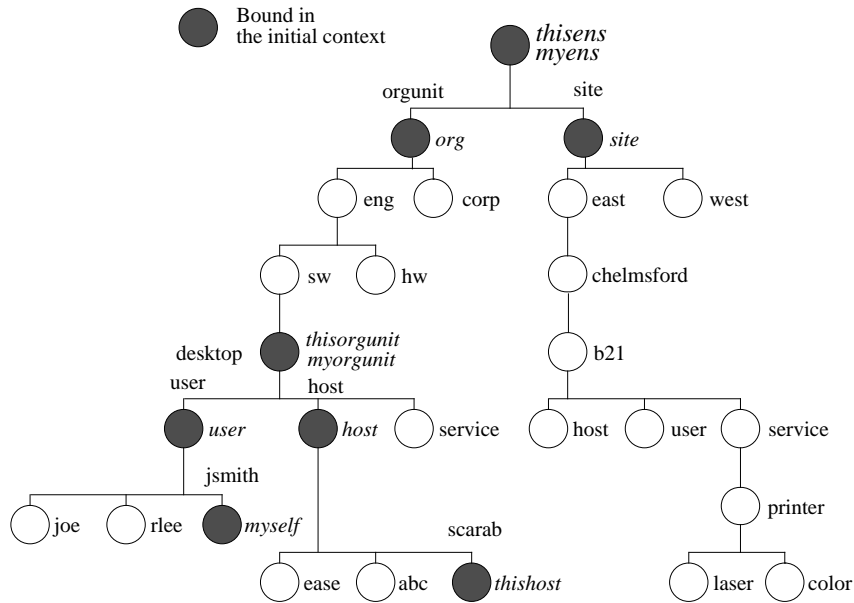 Bound in
the initial context
thisens
myens
orgunit
site
org
site
eng
corp
east
west
sw
hw
chelmsford
desktop
thisorgunit
myorgunit
b21
user
host
user
host
service
host
user
service
jsmith
joe
rlee
myself
printer
scarab
ease
abc
thishost
laser
color